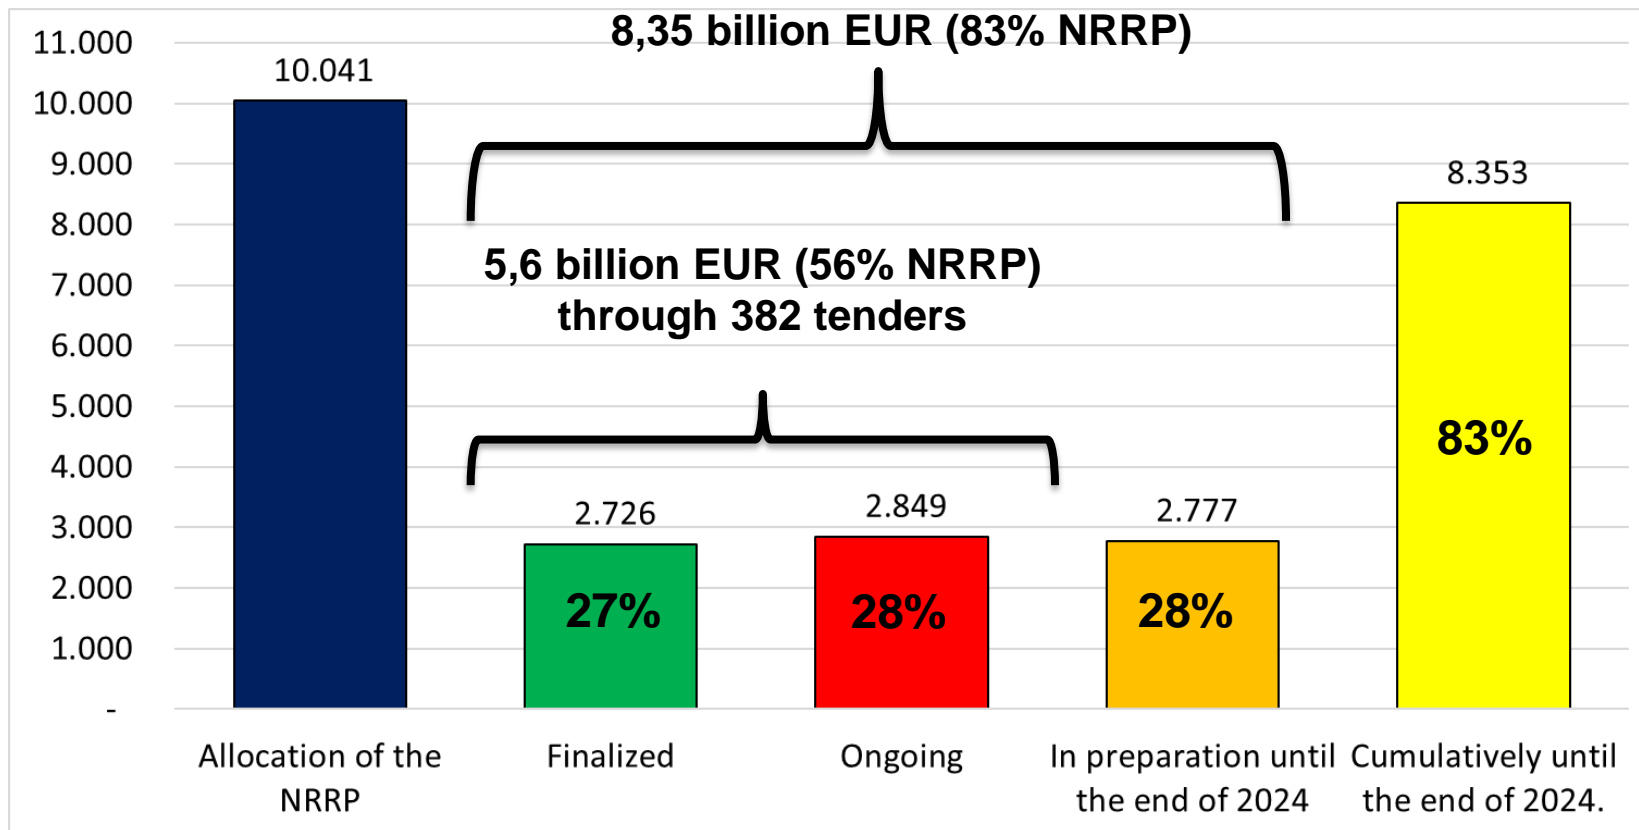 8,35 billion EUR (83% NRRP)
11.000
10.000
9.000
8.000
7.000
6.000
5.000
4.000
3.000
2.000
1.000
-
10.041
5,6 billion EUR (56% NRRP)
through 382 tenders
2.726
2.849
2.777
8.353
27%
28%
28%
83%
Allocation of the
NRRP
Finalized
Ongoing
In preparation until
the end of 2024
Cumulatively until
the end of 2024.